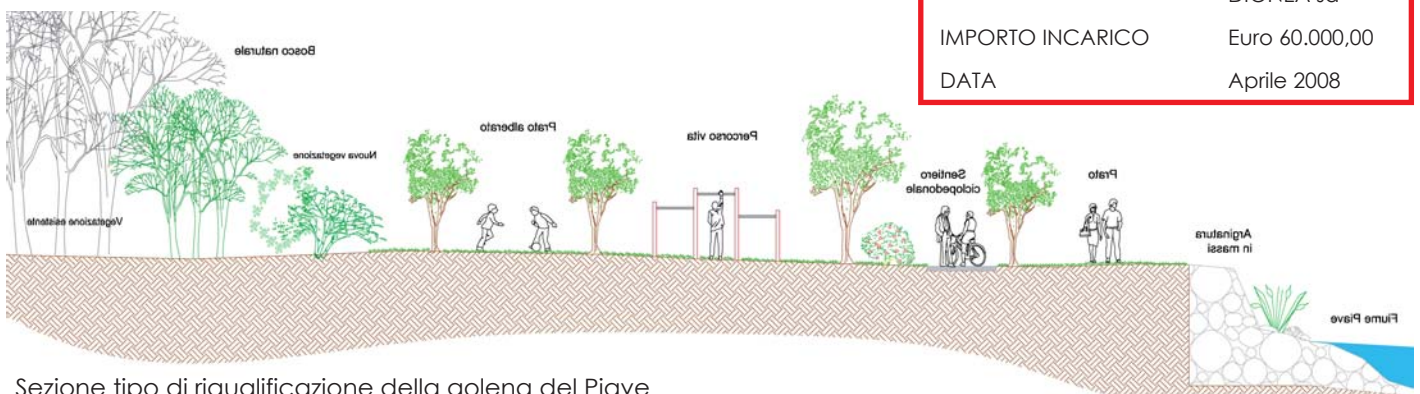 IMPORTO INCARICO Euro 60.000,00
DATA Aprile 2008
Bosco naturale
Prato alberato
Percorso vita
Nuova vegetazione
Sentiero
ciclopedonale
Prato
Vegetazione esistente
Arginatura
in massi
Fiume Piave
Sezione tipo di riqualificazione della golena del Piave